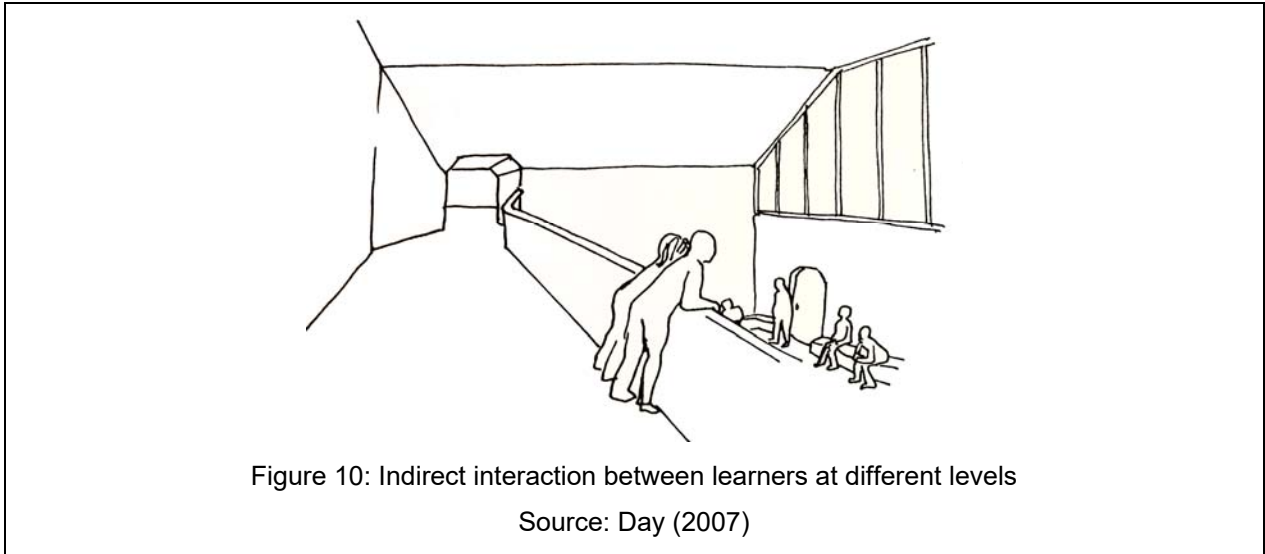 Figure 10: Indirect interaction between learners at different levels
Source: Day (2007)